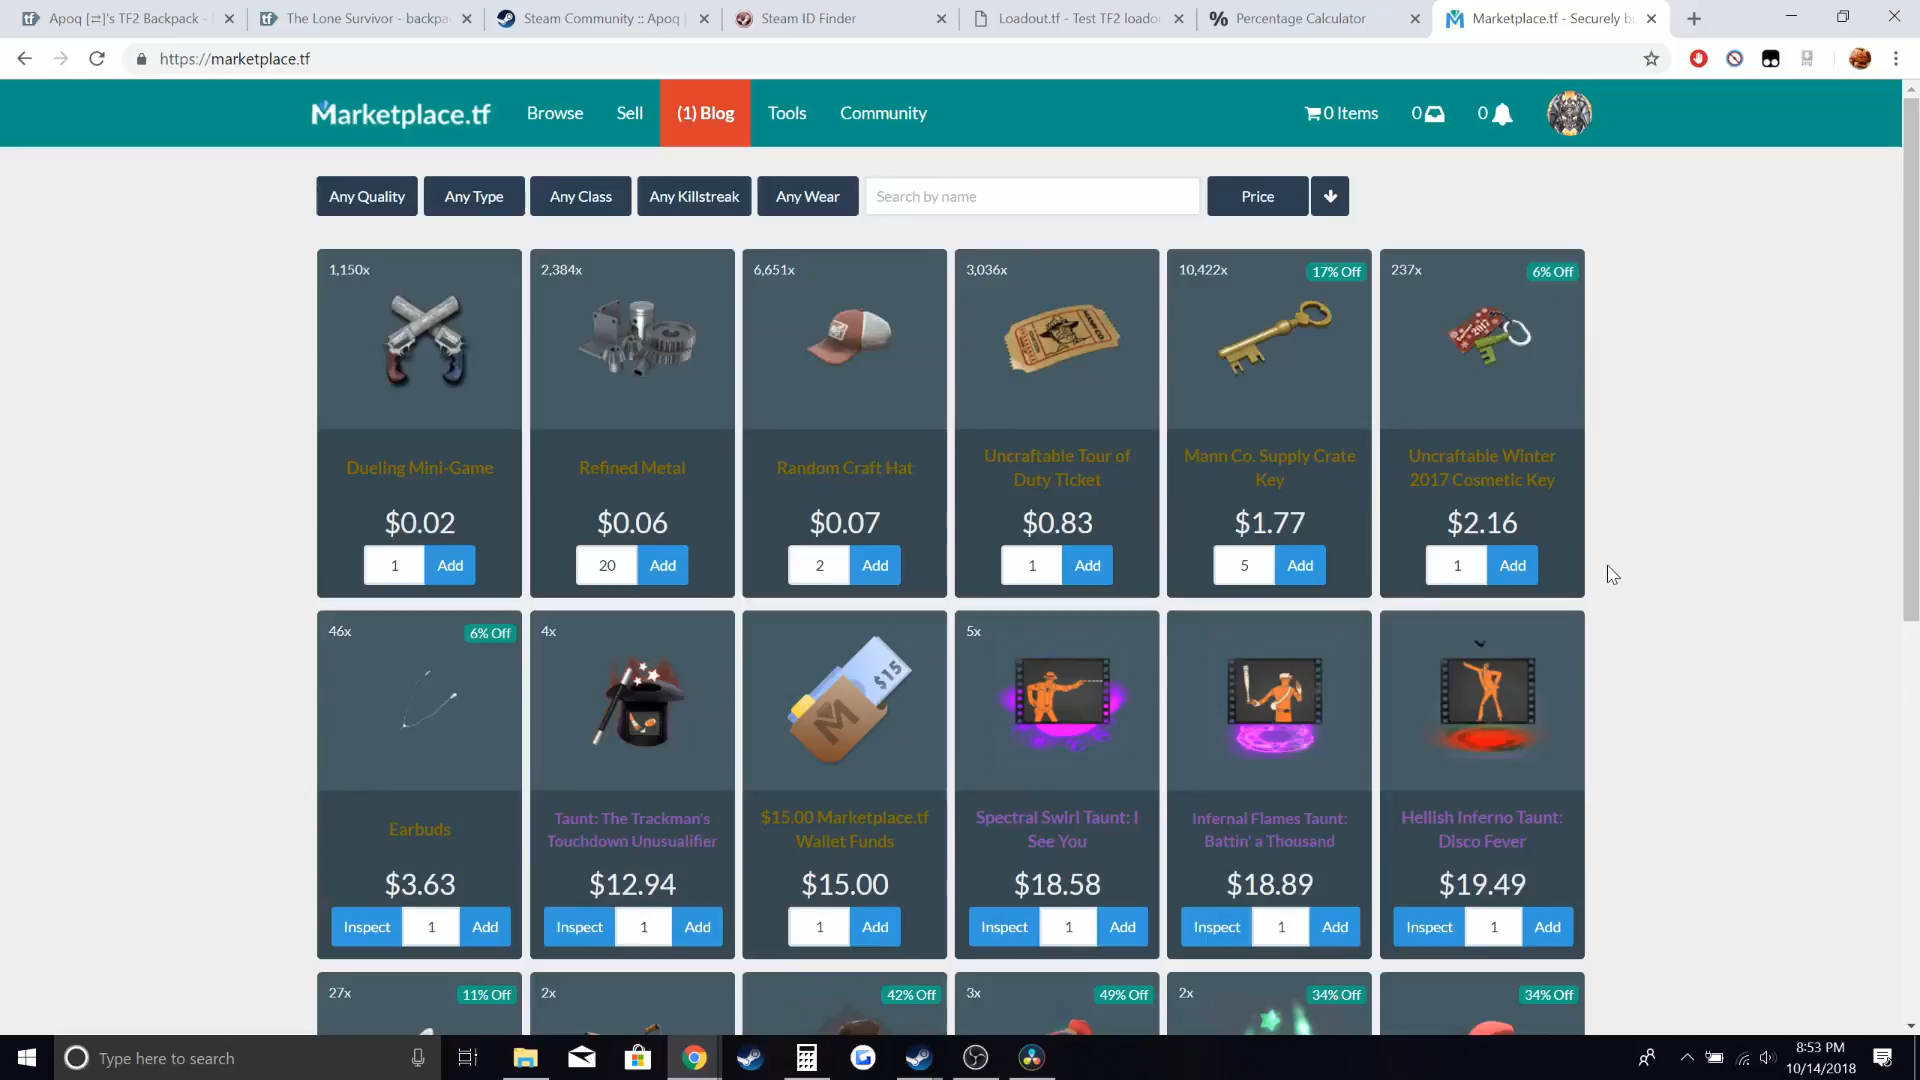 Apoq [⇄]'s TF2 Backpack -
The Lone Survivor - backpa
Steam Community :: Apoq
Steam ID Finder
Loadout.tf - Test TF2 loado
Percentage Calculator
Marketplace.tf - Securely b
https://marketplace.tf
Marketplace.tf
Browse
Sell
(1) Blog
Tools
Community
0 Items
0
0
Any Quality
Any Type
Any Class
Any Killstreak
Any Wear
Search by name
Price
1,150x
Dueling Mini-Game
$0.02
1 Add
2,384x
Refined Metal
$0.06
20 Add
6,651x
Random Craft Hat
$0.07
2 Add
3,036x
Uncraftable Tour of
Duty Ticket
$0.83
1 Add
10,422x
17% Off
Mann Co. Supply Crate
Key
$1.77
5 Add
237x
6% Off
2017
Uncraftable Winter
2017 Cosmetic Key
$2.16
1 Add
46x
6% Off
Earbuds
$3.63
Inspect 1 Add
4x
Taunt: The Trackman's
Touchdown Unusualifier
$12.94
Inspect 1 Add
$15
$15.00 Marketplace.tf
Wallet Funds
$15.00
1 Add
5x
Spectral Swirl Taunt: I
See You
$18.58
Inspect 1 Add
Infernal Flames Taunt:
Battin' a Thousand
$18.89
Inspect 1 Add
Hellish Inferno Taunt:
Disco Fever
$19.49
Inspect 1 Add
27x
11% Off
2x
42% Off
3x
49% Off
2x
34% Off
34% Off
Type here to search
8:53 PM
10/14/2018